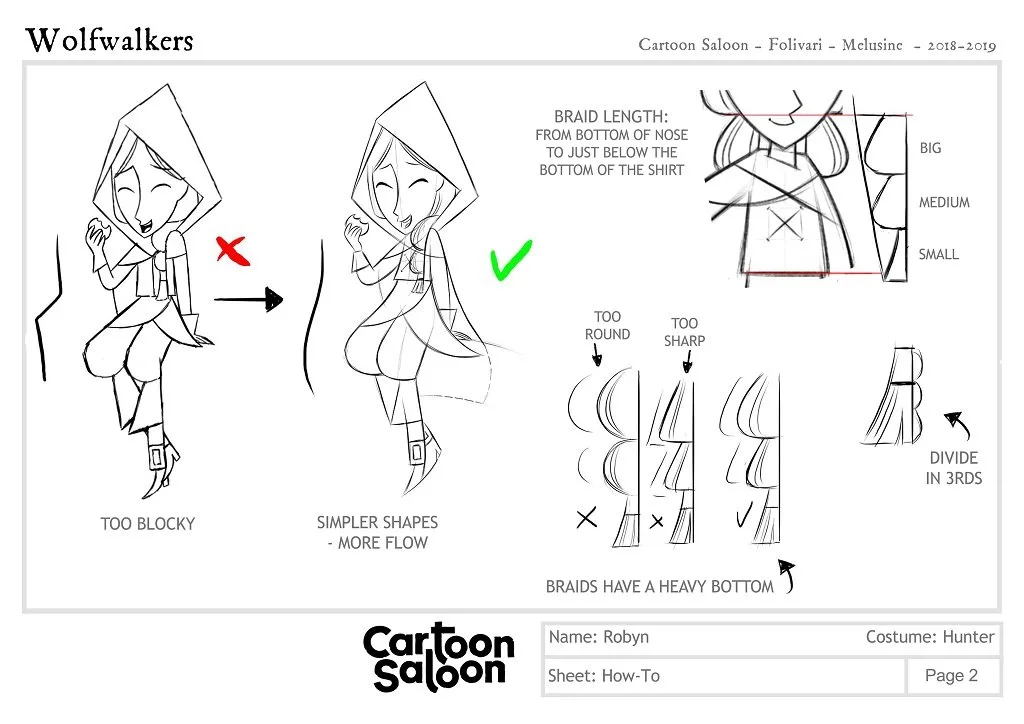 Wolfwalkers
Cartoon Saloon - Folivari - Melusine - 2018-2019
BRAID LENGTH:
FROM BOTTOM OF NOSE
TO JUST BELOW THE
BOTTOM OF THE SHIRT
BIG
MEDIUM
SMALL
TOO
ROUND
TOO
SHARP
DIVIDE
IN 3RDS
TOO BLOCKY
SIMPLER SHAPES
- MORE FLOW
BRAIDS HAVE A HEAVY BOTTOM
Cartoon
Saloon
Name: Robyn
Costume: Hunter
Sheet: How-To
Page 2